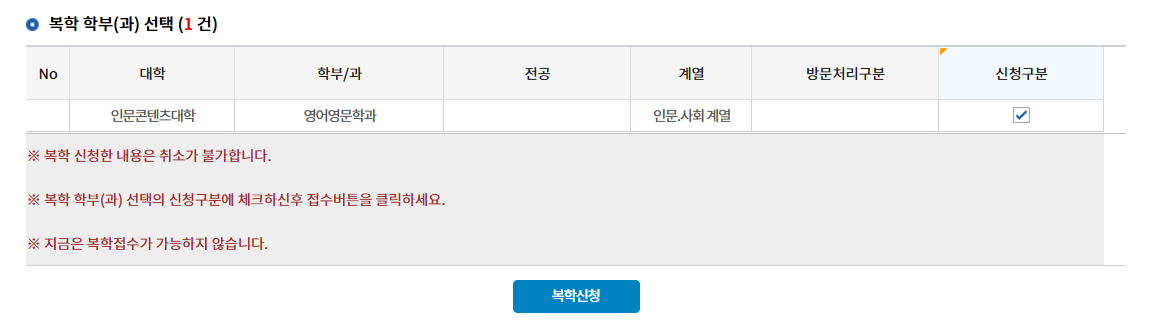 복학 학부(과) 선택 (1 건)
No 대학 학부/과 전공 계열 방문처리구분 신청구분
인문콘텐츠대학 영어영문학과 인문.사회 계열
※ 복학 신청한 내용은 취소가 불가합니다.
※ 복학 학부(과) 선택의 신청구분에 체크하신후 접수버튼을 클릭하세요.
※ 지금은 복학접수가 가능하지 않습니다.
복학신청